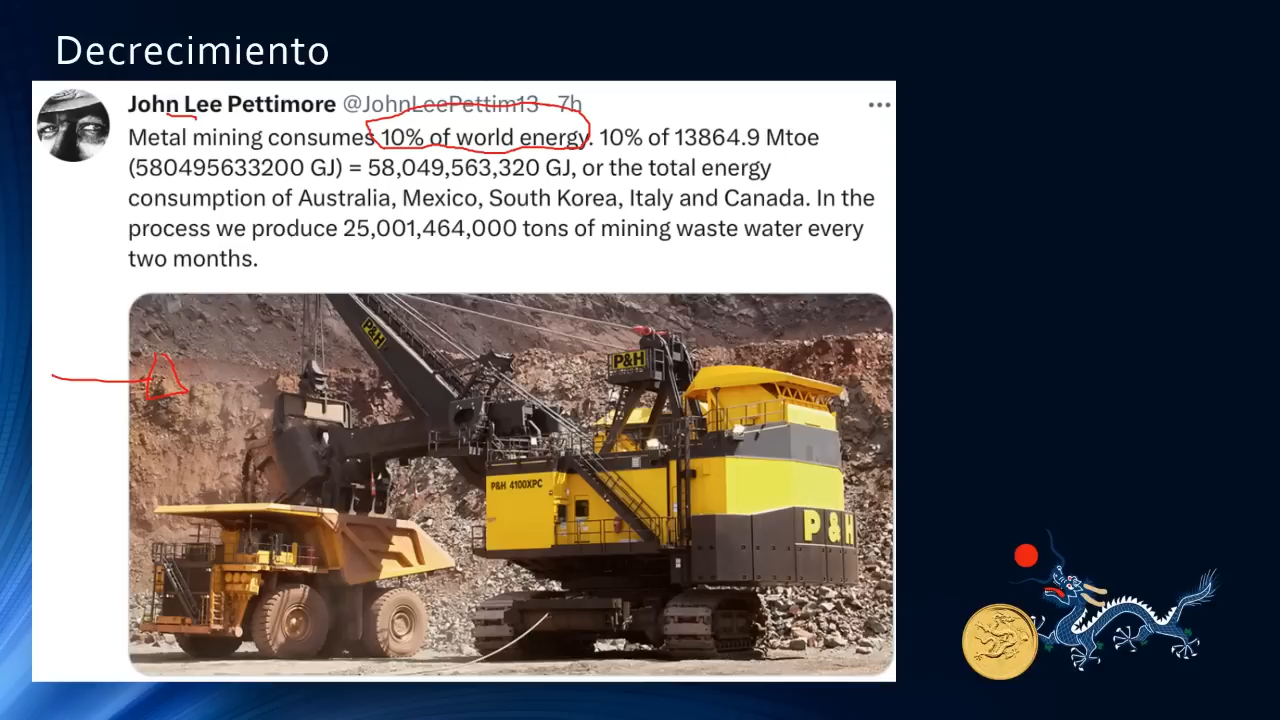 Decrecimiento
John Lee Pettimore @JohnLeePettim13 · 7h
Metal mining consumes 10% of world energy. 10% of 13864.9 Mtoe
(580495633200 GJ) = 58,049,563,320 GJ, or the total energy
consumption of Australia, Mexico, South Korea, Italy and Canada. In the
process we produce 25,001,464,000 tons of mining waste water every
two months.
P&H
P&H
P&H 4100XPC
P&H